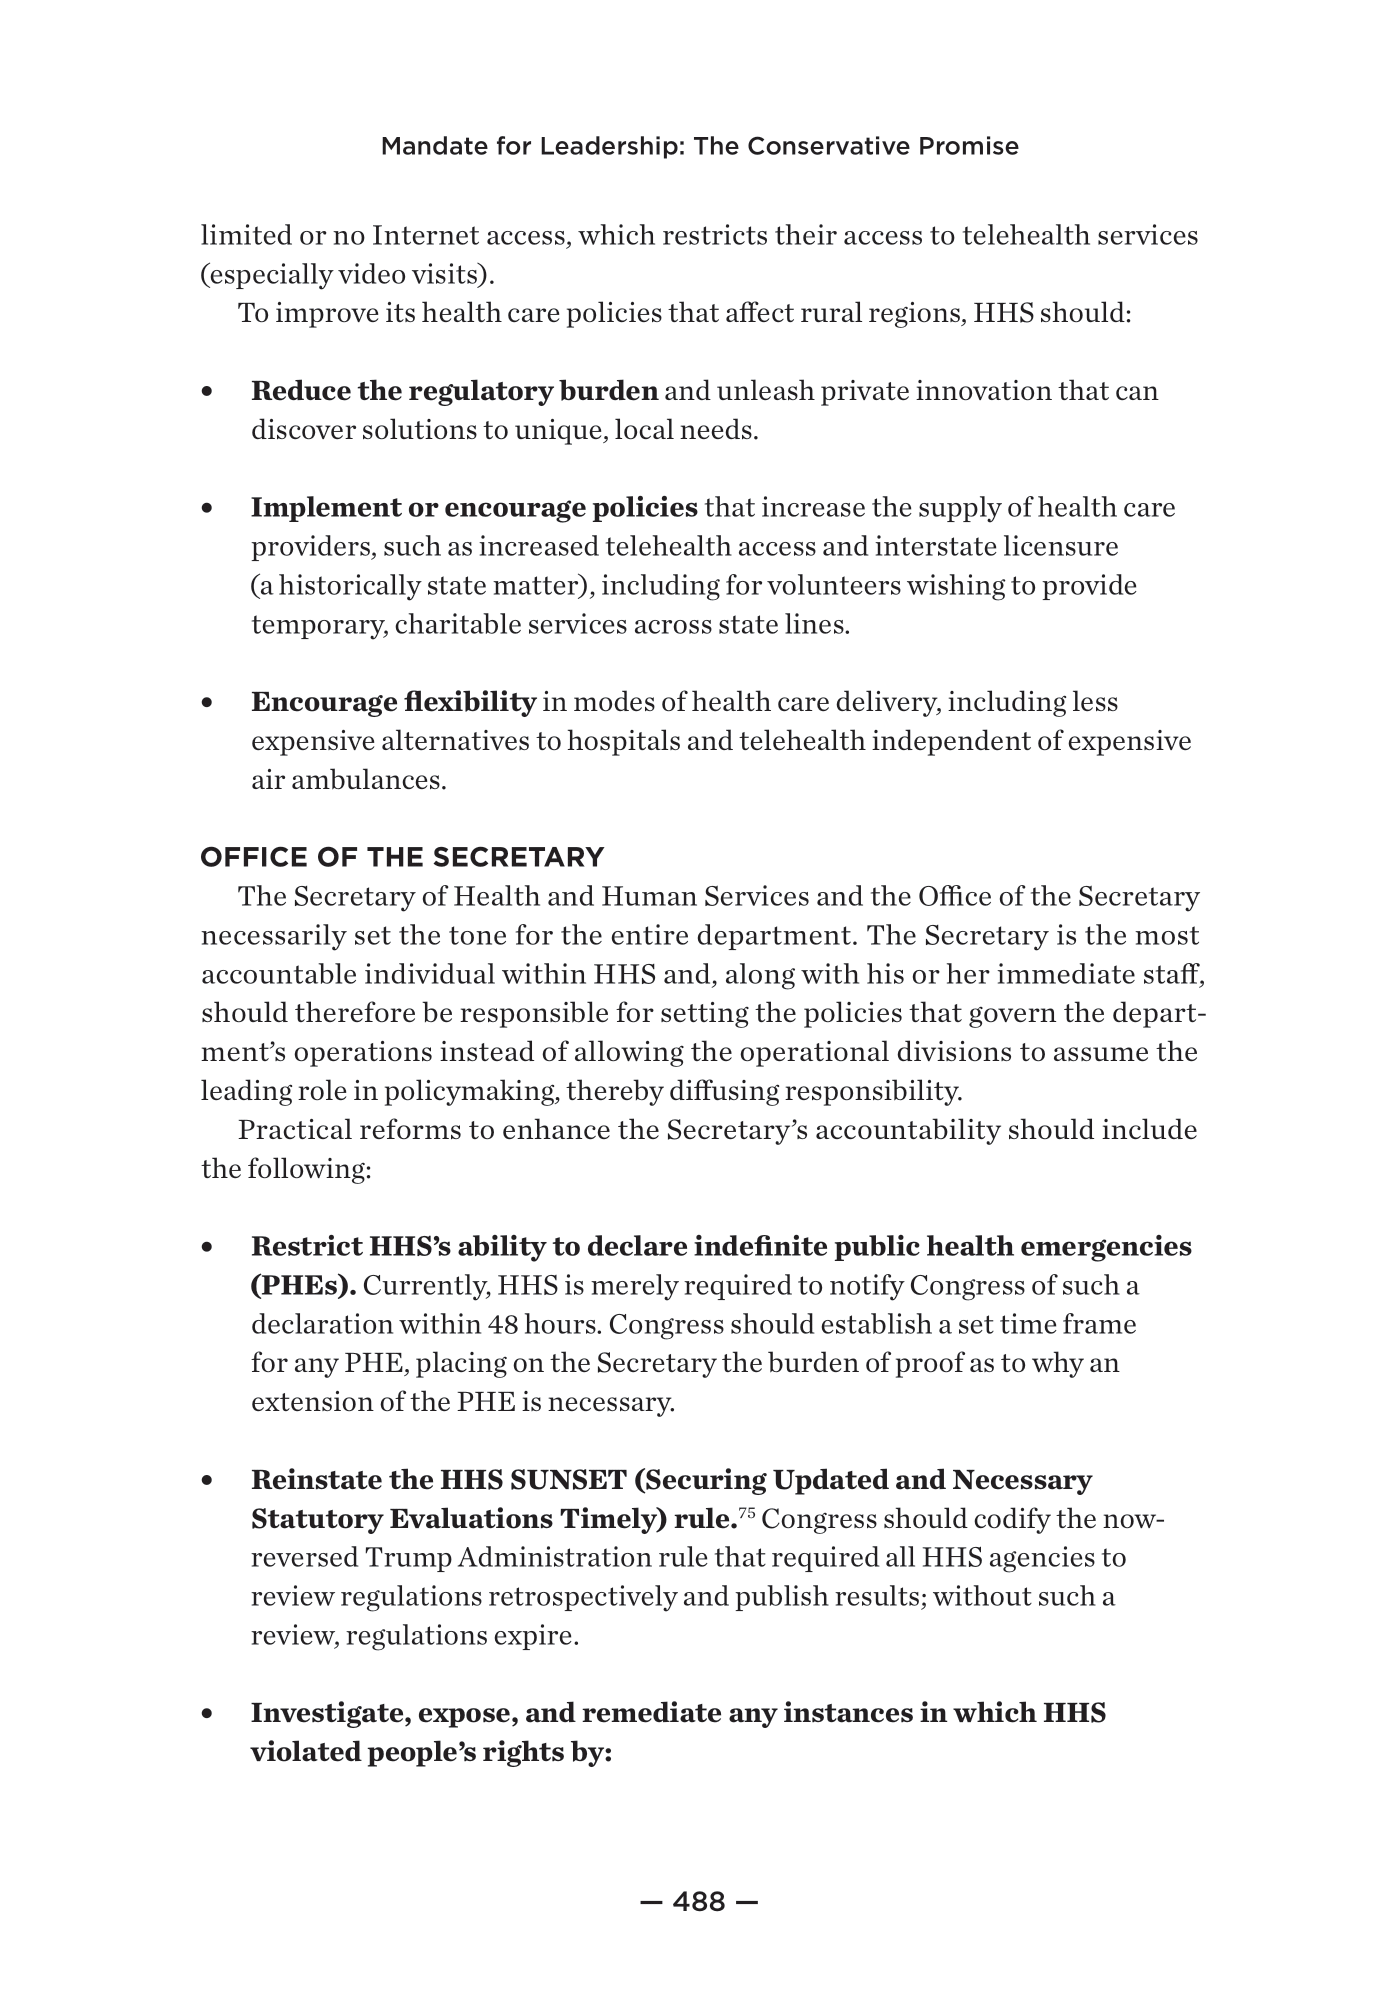 Mandate for Leadership: The Conservative Promise
limited or no Internet access, which restricts their access to telehealth services
(especially video visits).
To improve its health care policies that affect rural regions, HHS should:
• Reduce the regulatory burden and unleash private innovation that can
discover solutions to unique, local needs.
• Implement or encourage policies that increase the supply of health care
providers, such as increased telehealth access and interstate licensure
(a historically state matter), including for volunteers wishing to provide
temporary, charitable services across state lines.
• Encourage flexibility in modes of health care delivery, including less
expensive alternatives to hospitals and telehealth independent of expensive
air ambulances.
OFFICE OF THE SECRETARY
The Secretary of Health and Human Services and the Office of the Secretary
necessarily set the tone for the entire department. The Secretary is the most
accountable individual within HHS and, along with his or her immediate staff,
should therefore be responsible for setting the policies that govern the depart-
ment’s operations instead of allowing the operational divisions to assume the
leading role in policymaking, thereby diffusing responsibility.
Practical reforms to enhance the Secretary’s accountability should include
the following:
• Restrict HHS’s ability to declare indefinite public health emergencies
(PHEs). Currently, HHS is merely required to notify Congress of such a
declaration within 48 hours. Congress should establish a set time frame
for any PHE, placing on the Secretary the burden of proof as to why an
extension of the PHE is necessary.
• Reinstate the HHS SUNSET (Securing Updated and Necessary
Statutory Evaluations Timely) rule.75 Congress should codify the now-
reversed Trump Administration rule that required all HHS agencies to
review regulations retrospectively and publish results; without such a
review, regulations expire.
• Investigate, expose, and remediate any instances in which HHS
violated people’s rights by:
— 488 —